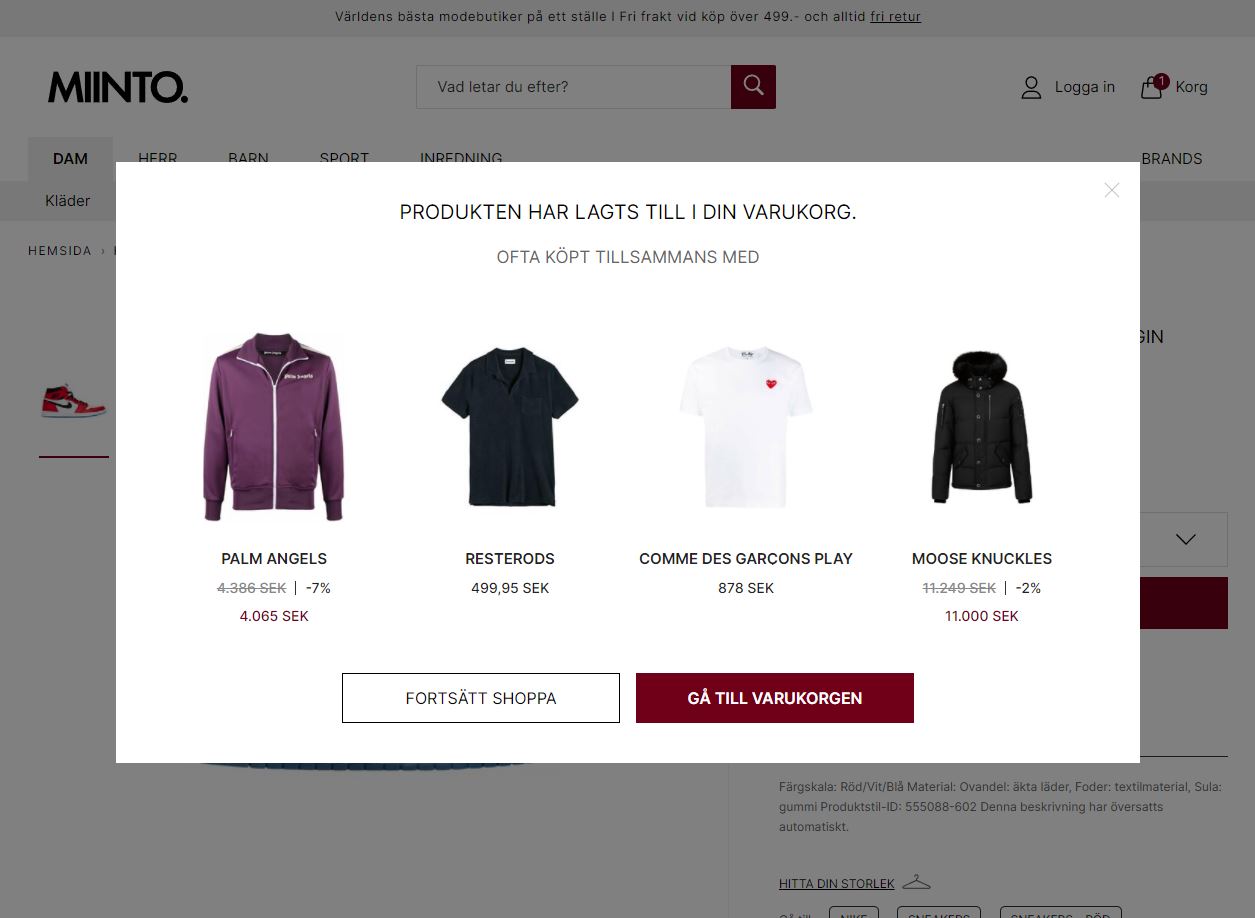 Världens bästa modebutiker på ett ställe I Fri frakt vid köp över 499.- och alltid fri retur
MIINTO.
Vad letar du efter?
Logga in
1
Korg
DAM HERR BARN SPORT INREDNING BRANDS
Kläder
HEMSIDA ›
GIN
PRODUKTEN HAR LAGTS TILL I DIN VARUKORG.
OFTA KÖPT TILLSAMMANS MED
PALM ANGELS
4.386 SEK | -7%
4.065 SEK
RESTERODS
499,95 SEK
COMME DES GARÇONS PLAY
878 SEK
MOOSE KNUCKLES
11.249 SEK | -2%
11.000 SEK
FORTSÄTT SHOPPA
GÅ TILL VARUKORGEN
Färgskala: Röd/Vit/Blå Material: Ovandel: äkta läder, Foder: textilmaterial, Sula:
gummi Produktstil-ID: 555088-602 Denna beskrivning har översatts
automatiskt.
HITTA DIN STORLEK
Gå till NIKE SNEAKERS SNEAKERS - RÖD